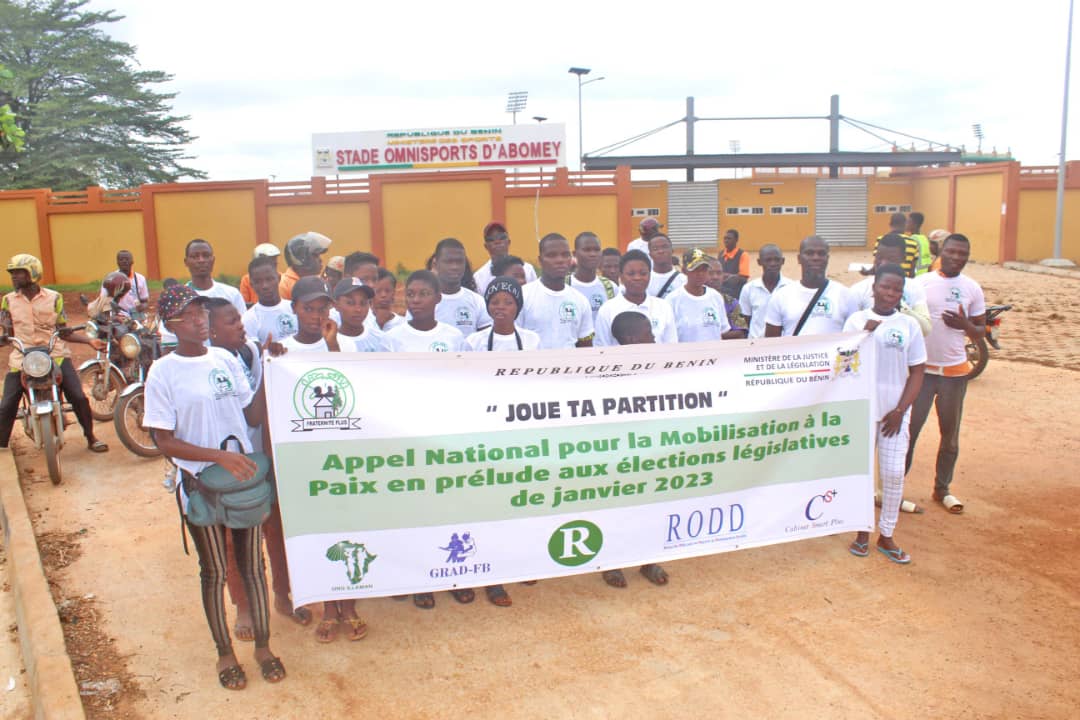 REPUBLIQUE DU BENIN
MINISTERE DES SPORTS
STADE OMNISPORTS D'ABOMEY
REPUBLIQUE DU BENIN
MINISTÈRE DE LA JUSTICE
ET DE LA LÉGISLATION
RÉPUBLIQUE DU BÉNIN
FRATERNITE PLUS
" JOUE TA PARTITION "
Appel National pour la Mobilisation à la
Paix en prélude aux élections législatives
de janvier 2023
GRAD-FB
R
RODD
CS+
Cabinet Smart Plus